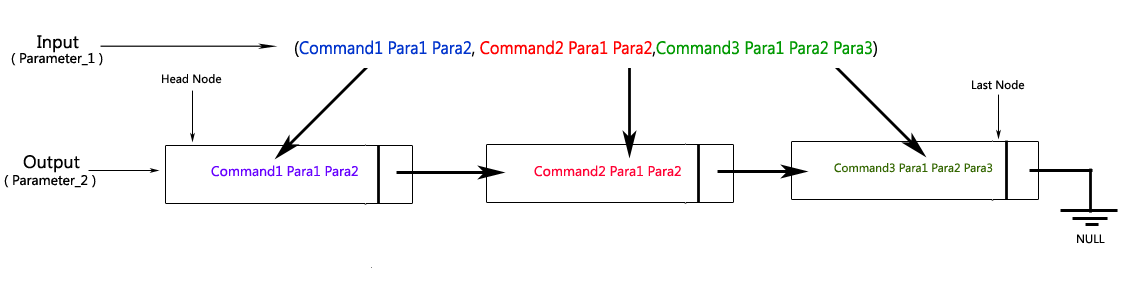 Input
( Parameter_1 )
(Command1 Para1 Para2, Command2 Para1 Para2,Command3 Para1 Para2 Para3)
Head Node
Last Node
Output
( Parameter_2 )
Command1 Para1 Para2
Command2 Para1 Para2
Command3 Para1 Para2 Para3
NULL